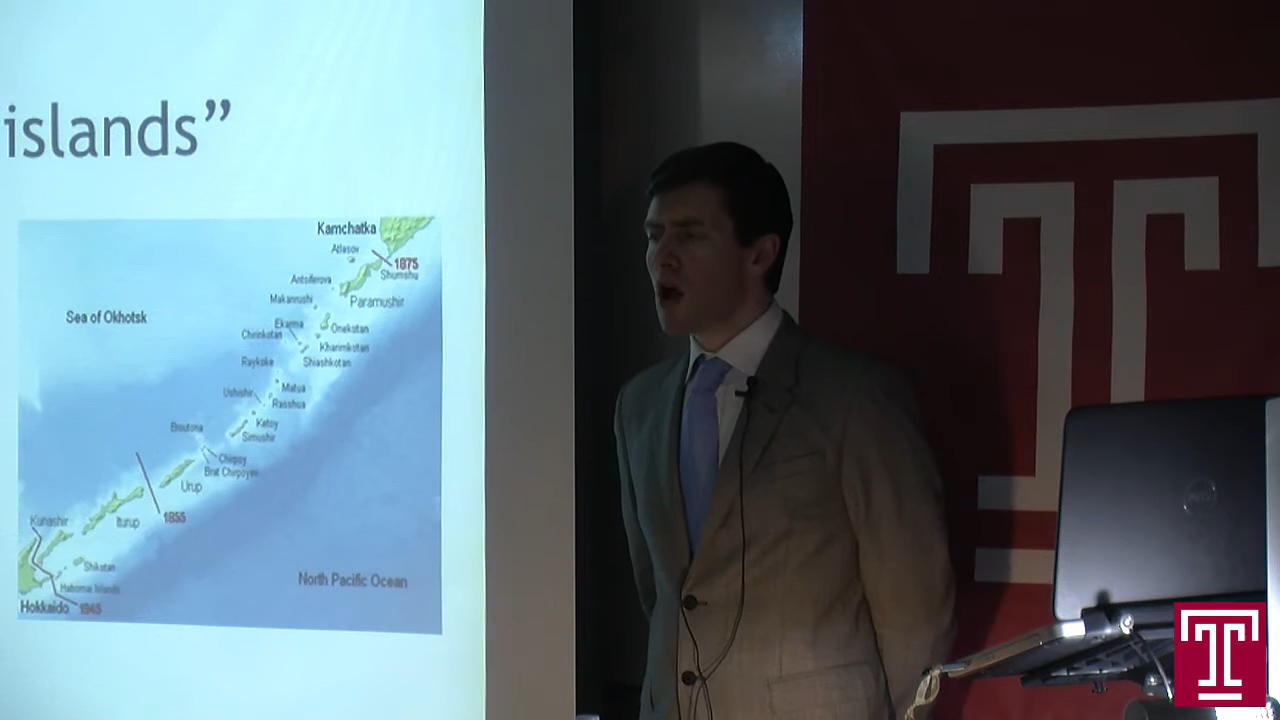 islands”
Kamchatka
Atlasov
1875
Shumshu
Antsiferova
Makanrushi
Paramushir
Sea of Okhotsk
Ekarma
Onekotan
Chirinkotan
Kharimkotan
Raykoke
Shiashkotan
Matua
Ushishir
Rasshua
Ketoy
Simushir
Broutona
Chirpoy
Brat Chirpoyev
Urup
1855
Iturup
Kunashir
Shikotan
Habomai Islands
North Pacific Ocean
Hokkaido
1945
DELL
T